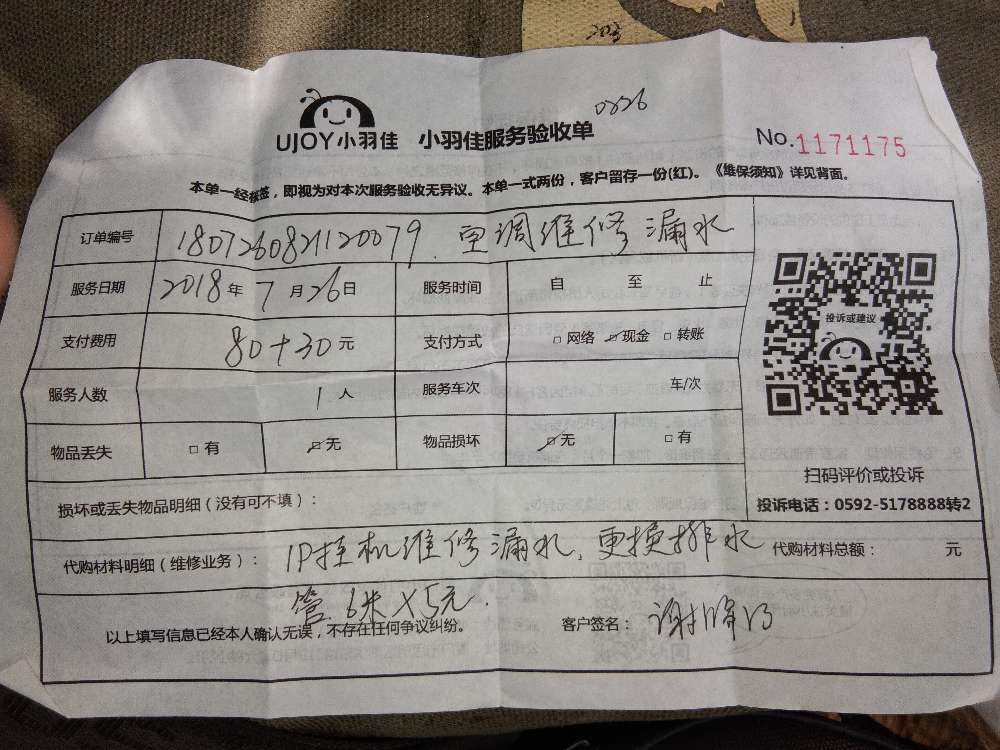 0826
UJOY小羽佳 小羽佳服务验收单
No.1171175
本单一经核签，即视为对本次服务验收无异议。本单一式两份，客户留存一份(红)。《维保须知》详见背面。
订单编号 1807260821120079. 空调维修漏水
服务日期 2018年7月26日 服务时间 自 至 止
支付费用 80+30元 支付方式 □网络 ☑现金 □转账
投诉或建议
服务人数 1人 服务车次 车/次
物品丢失 □有 ☑无 物品损坏 ☑无 □有
扫码评价或投诉
损坏或丢失物品明细（没有可不填）：
投诉电话：0592-5178888转2
代购材料明细（维修业务）：1P挂机维修漏水，更换排水 代购材料总额： 元
管6米×5元.
以上填写信息已经本人确认无误，不存在任何争议纠纷。 客户签名：